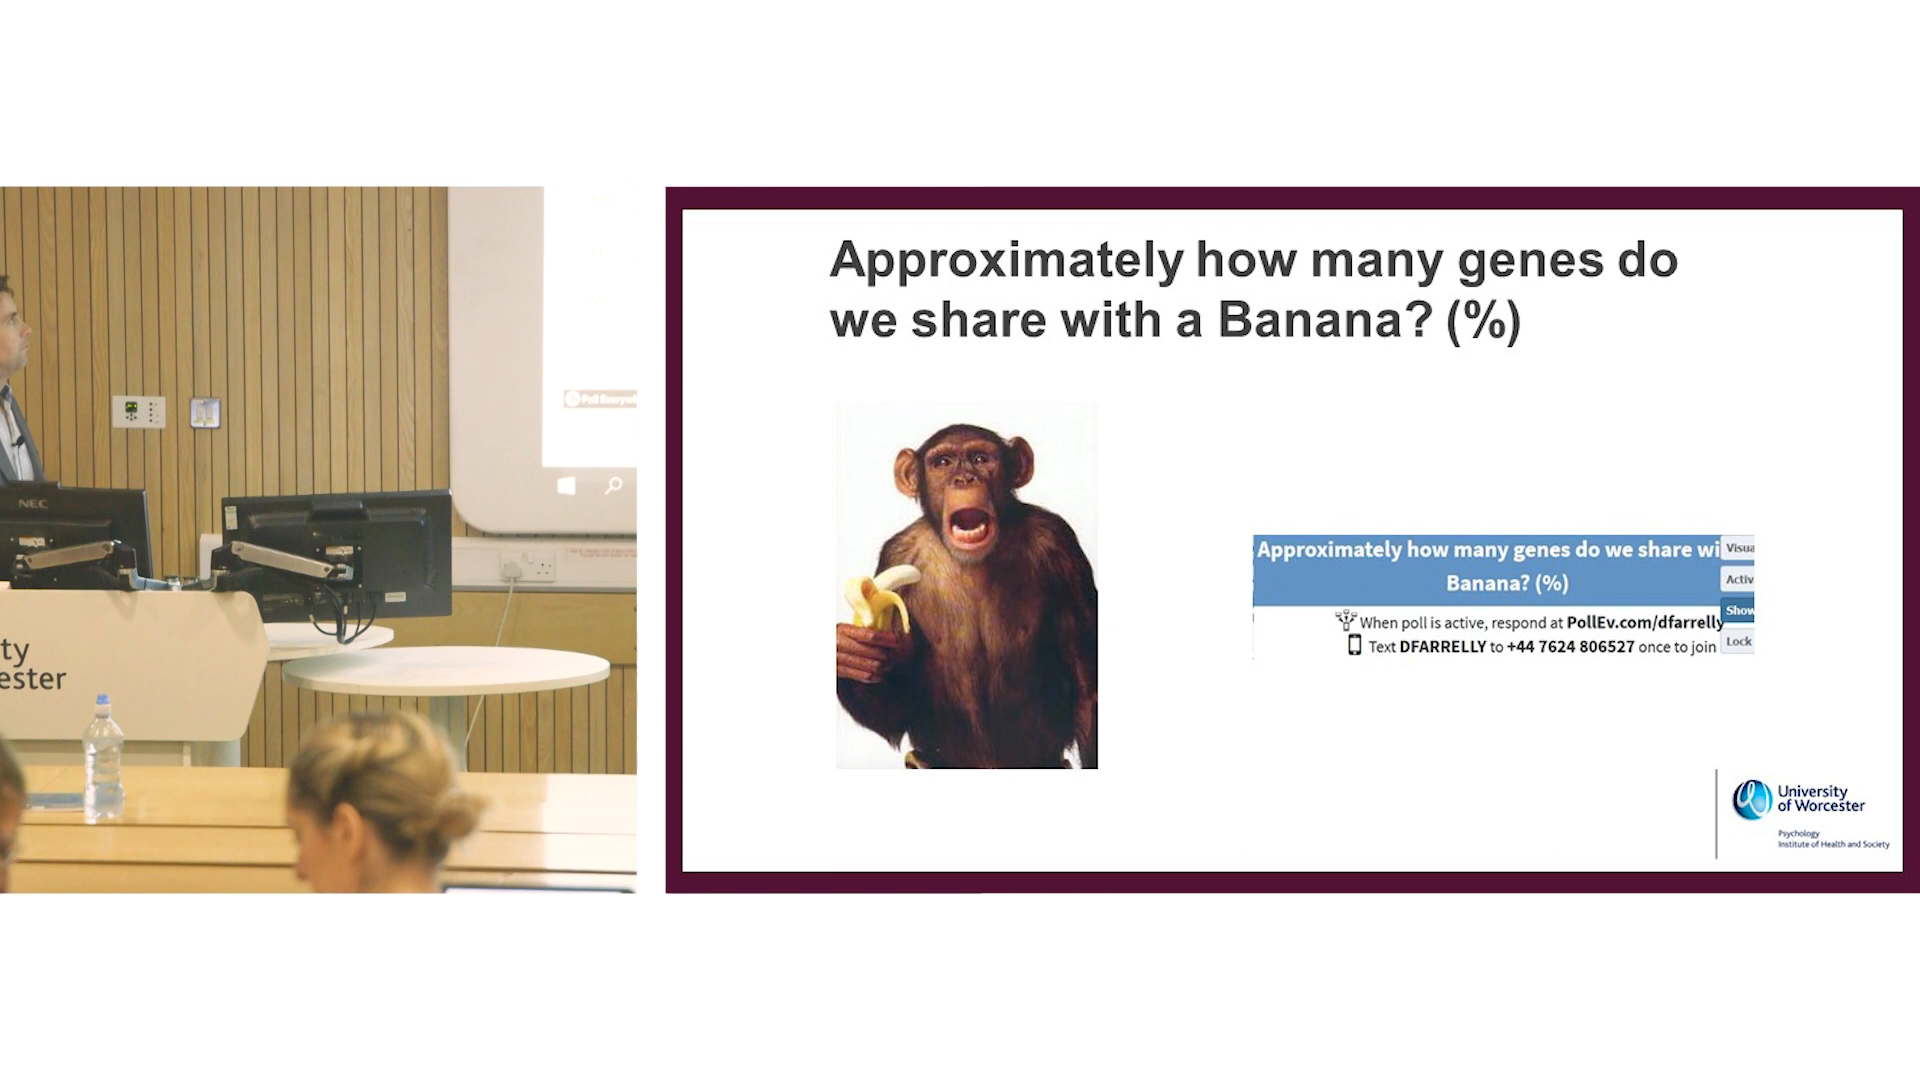 Poll Everywh
NEC
ty
ester
Approximately how many genes do
we share with a Banana? (%)
Approximately how many genes do we share wi
Banana? (%)
When poll is active, respond at PollEv.com/dfarrelly
Text DFARRELLY to +44 7624 806527 once to join
Visua
Activ
Show
Lock
University
of Worcester
Psychology
Institute of Health and Society